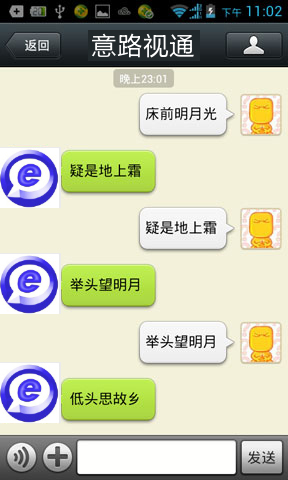 下午 11:02
返回
意路视通
晚上23:01
床前明月光
疑是地上霜
疑是地上霜
举头望明月
举头望明月
低头思故乡
发送